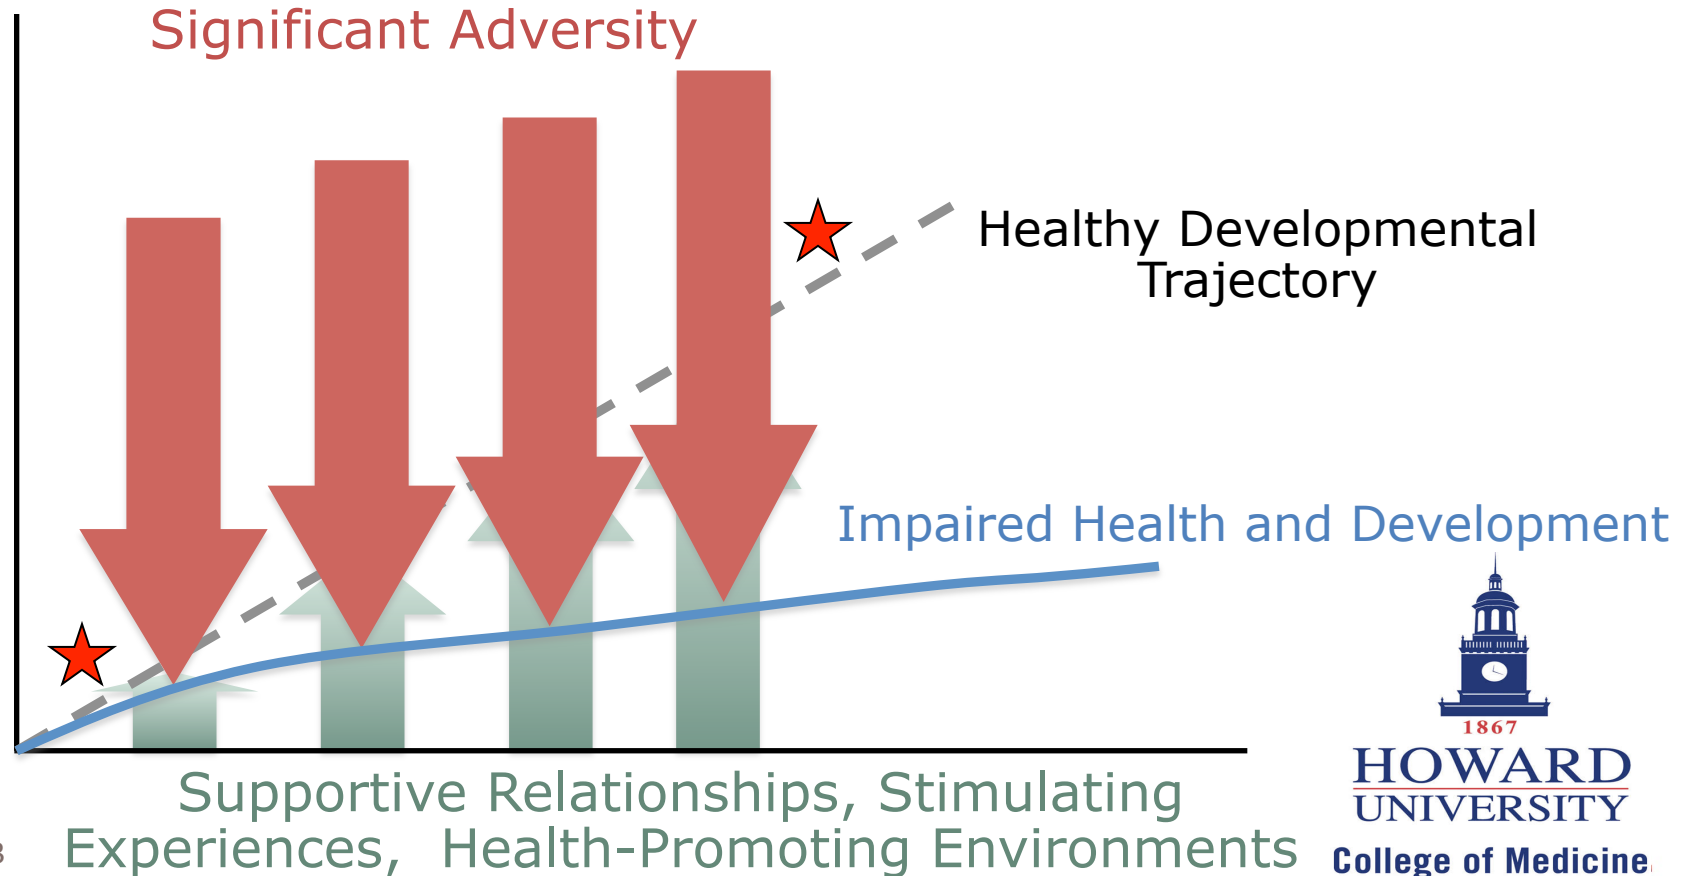 Significant Adversity
Healthy Developmental
Trajectory
Impaired Health and Development
1867
HOWARD
UNIVERSITY
College of Medicine
Supportive Relationships, Stimulating
Experiences, Health-Promoting Environments